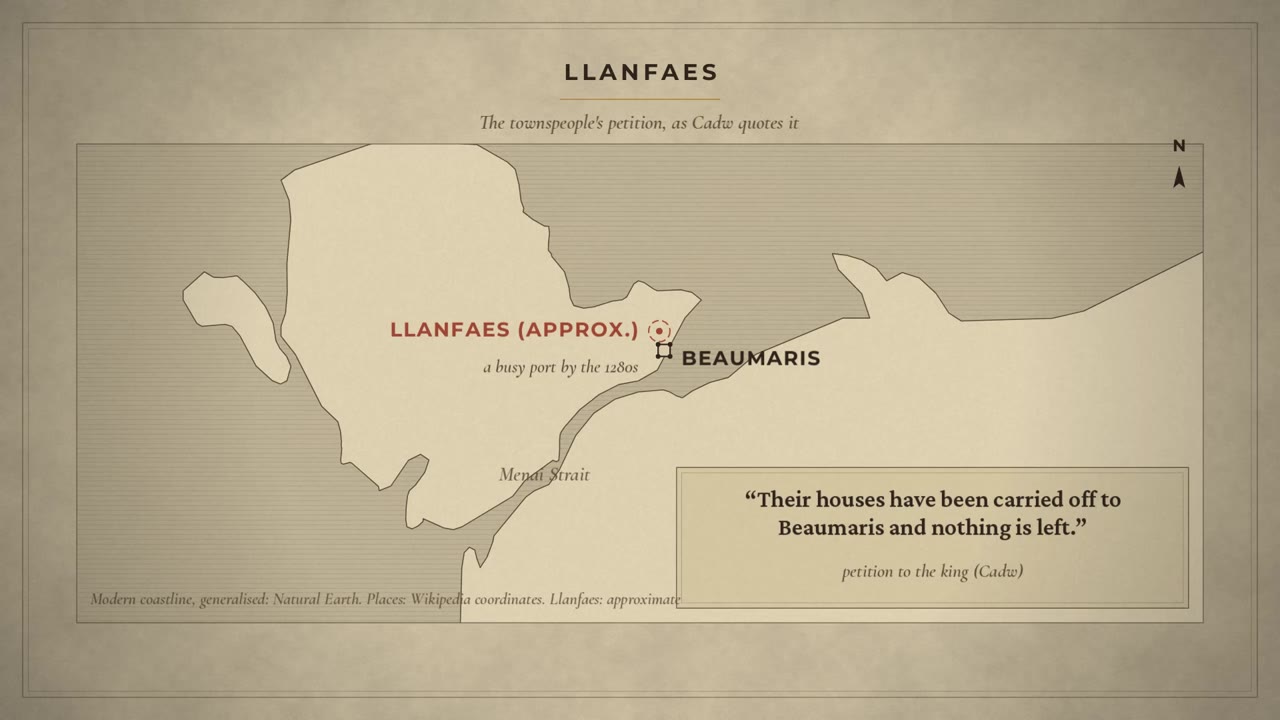 LLANFAES
The townspeople's petition, as Cadw quotes it
N
LLANFAES (APPROX.)
BEAUMARIS
a busy port by the 1280s
Menai Strait
“Their houses have been carried off to
Beaumaris and nothing is left.”
petition to the king (Cadw)
Modern coastline, generalised: Natural Earth. Places: Wikipedia coordinates. Llanfaes: approximate